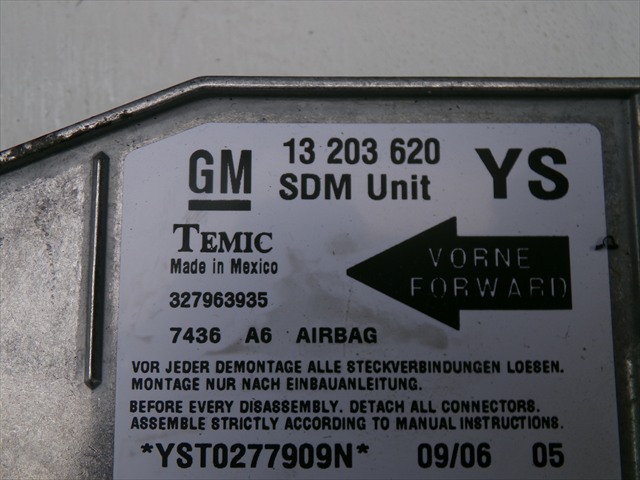 GM 13 203 620 YS
SDM Unit
TEMIC
Made in Mexico
VORNE
FORWARD
327963935
7436 A6 AIRBAG
VOR JEDER DEMONTAGE ALLE STECKVERBINDUNGEN LOESEN.
MONTAGE NUR NACH EINBAUANLEITUNG.
BEFORE EVERY DISASSEMBLY. DETACH ALL CONNECTORS.
ASSEMBLE STRICTLY ACCORDING TO MANUAL INSTRUCTIONS.
*YST0277909N* 09/06 05